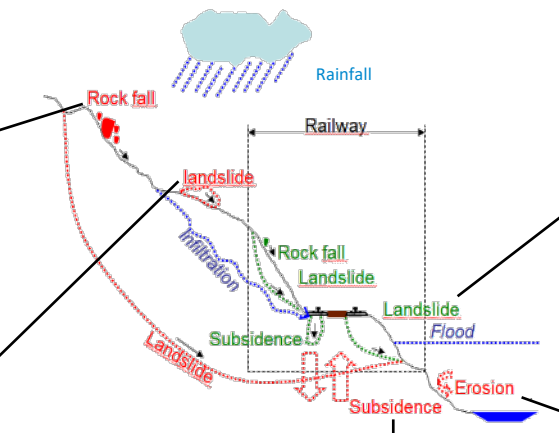 Rainfall
Rock fall
Railway
landslide
Infiltration
Rock fall
Landslide
Landslide
Flood
Subsidence
Landslide
Erosion
Subsidence